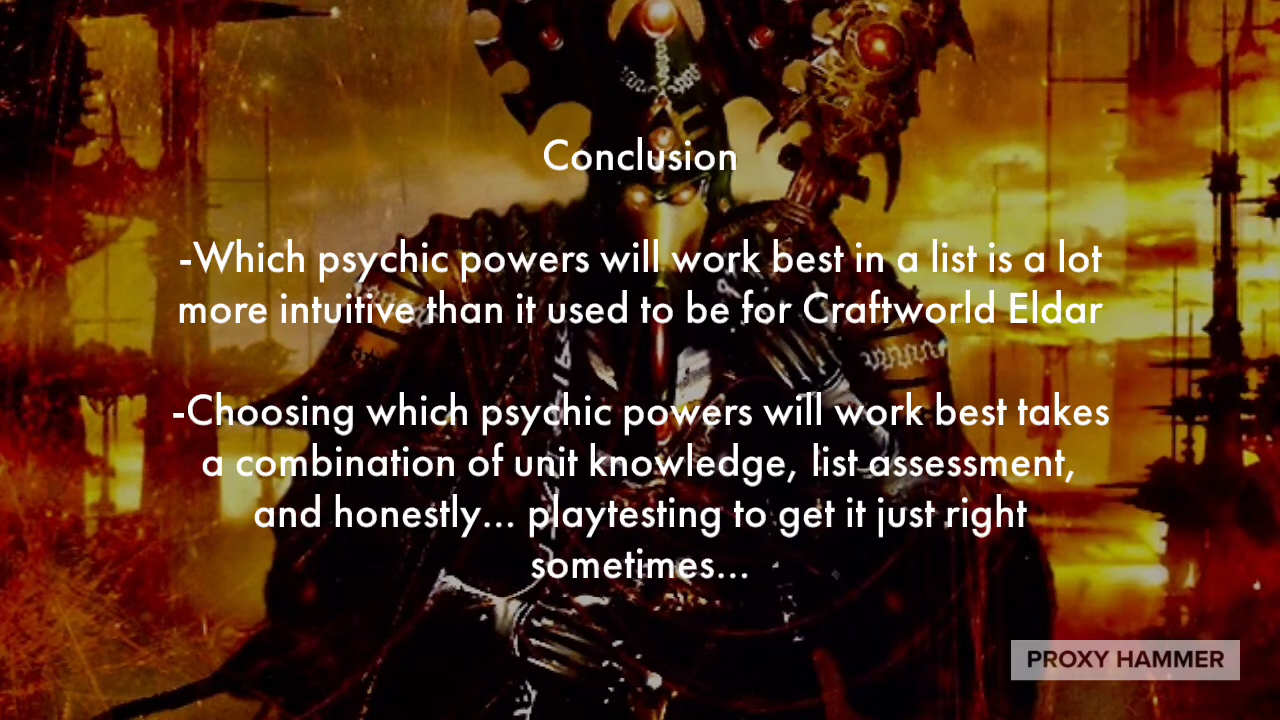 Conclusion
-Which psychic powers will work best in a list is a lot
more intuitive than it used to be for Craftworld Eldar
-Choosing which psychic powers will work best takes
a combination of unit knowledge, list assessment,
and honestly... playtesting to get it just right
sometimes...
PROXY HAMMER